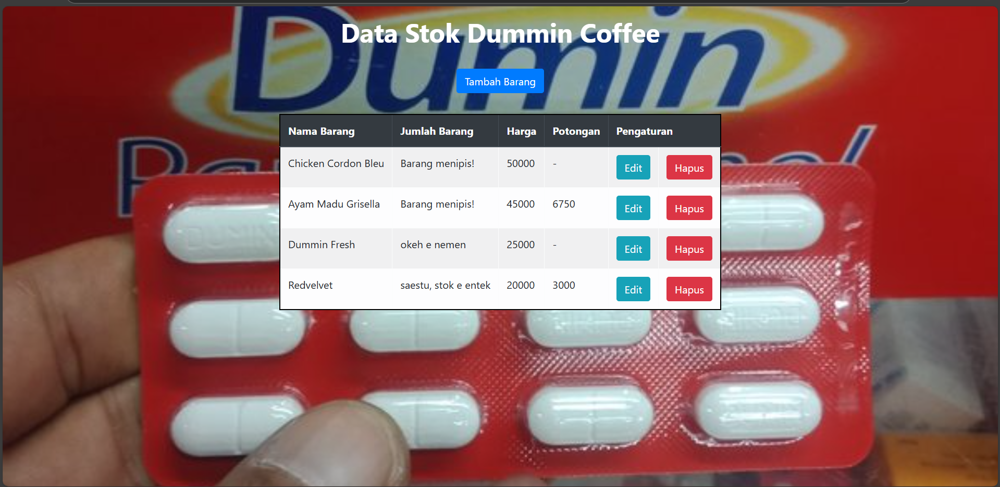 Dumin
Data Stok Dummin Coffee
Tambah Barang
Nama Barang Jumlah Barang Harga Potongan Pengaturan
Chicken Cordon Bleu Barang menipis! 50000 - Edit Hapus
Ayam Madu Grisella Barang menipis! 45000 6750 Edit Hapus
Dummin Fresh okeh e nemen 25000 - Edit Hapus
Redvelvet saestu, stok e entek 20000 3000 Edit Hapus
DUMIN